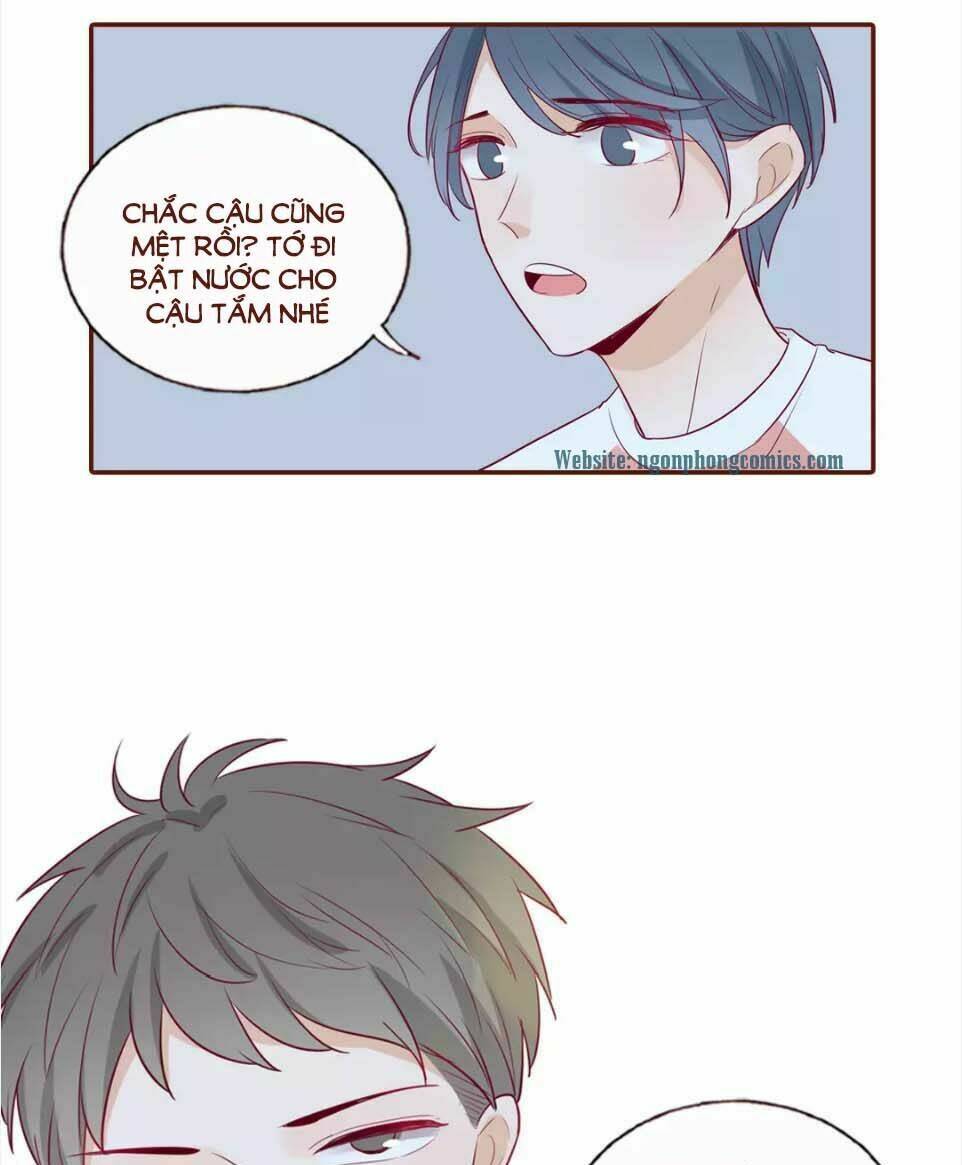 CHẮC CẬU CŨNG
MỆT RỒI? TỚ ĐI
BẬT NƯỚC CHO
CẬU TẮM NHÉ
Website: ngonphongcomics.com